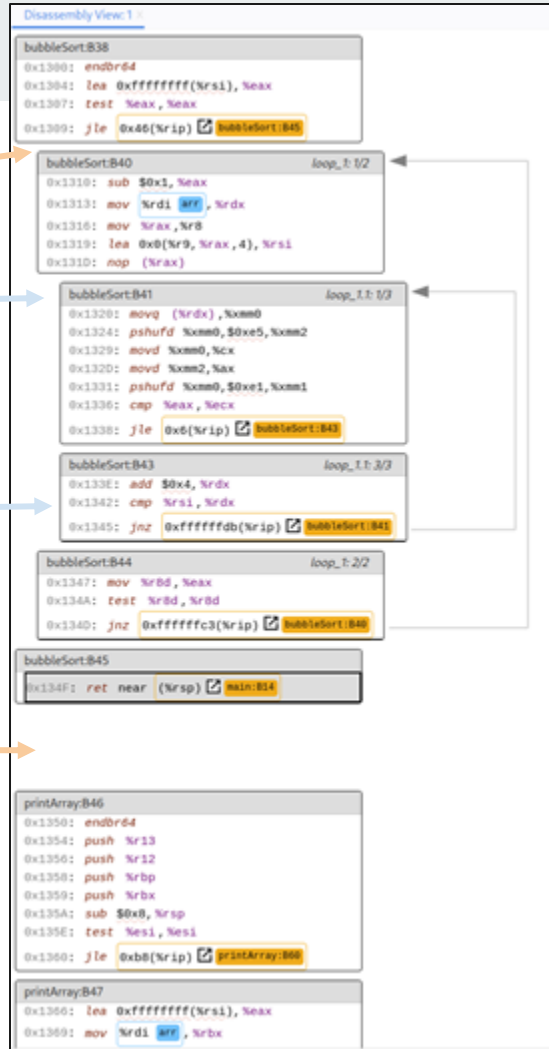 Disassembly View: 1 ×
bubbleSort:B38
0x1300: endbr64
0x1304: lea 0xffffffff(%rsi),%eax
0x1307: test %eax,%eax
0x1309: jle 0x46(%rip) bubbleSort:B45
bubbleSort:B40 loop_1: 1/2
0x1310: sub $0x1,%eax
0x1313: mov %rdi arr ,%rdx
0x1316: mov %rax,%r8
0x1319: lea 0x0(%r9,%rax,4),%rsi
0x131D: nop (%rax)
bubbleSort:B41 loop_1.1: 1/3
0x1320: movq (%rdx),%xmm0
0x1324: pshufd %xmm0,$0xe5,%xmm2
0x1329: movd %xmm0,%cx
0x132D: movd %xmm2,%ax
0x1331: pshufd %xmm0,$0xe1,%xmm1
0x1336: cmp %eax,%ecx
0x1338: jle 0x6(%rip) bubbleSort:B43
bubbleSort:B43 loop_1.1: 3/3
0x133E: add $0x4,%rdx
0x1342: cmp %rsi,%rdx
0x1345: jnz 0xffffffdb(%rip) bubbleSort:B41
bubbleSort:B44 loop_1: 2/2
0x1347: mov %r8d,%eax
0x134A: test %r8d,%r8d
0x134D: jnz 0xffffffc3(%rip) bubbleSort:B40
bubbleSort:B45
0x134F: ret near (%rsp) main:B14
printArray:B46
0x1350: endbr64
0x1354: push %r13
0x1356: push %r12
0x1358: push %rbp
0x1359: push %rbx
0x135A: sub $0x8,%rsp
0x135E: test %esi,%esi
0x1360: jle 0xb8(%rip) printArray:B60
printArray:B47
0x1366: lea 0xffffffff(%rsi),%eax
0x1369: mov %rdi arr ,%rbx